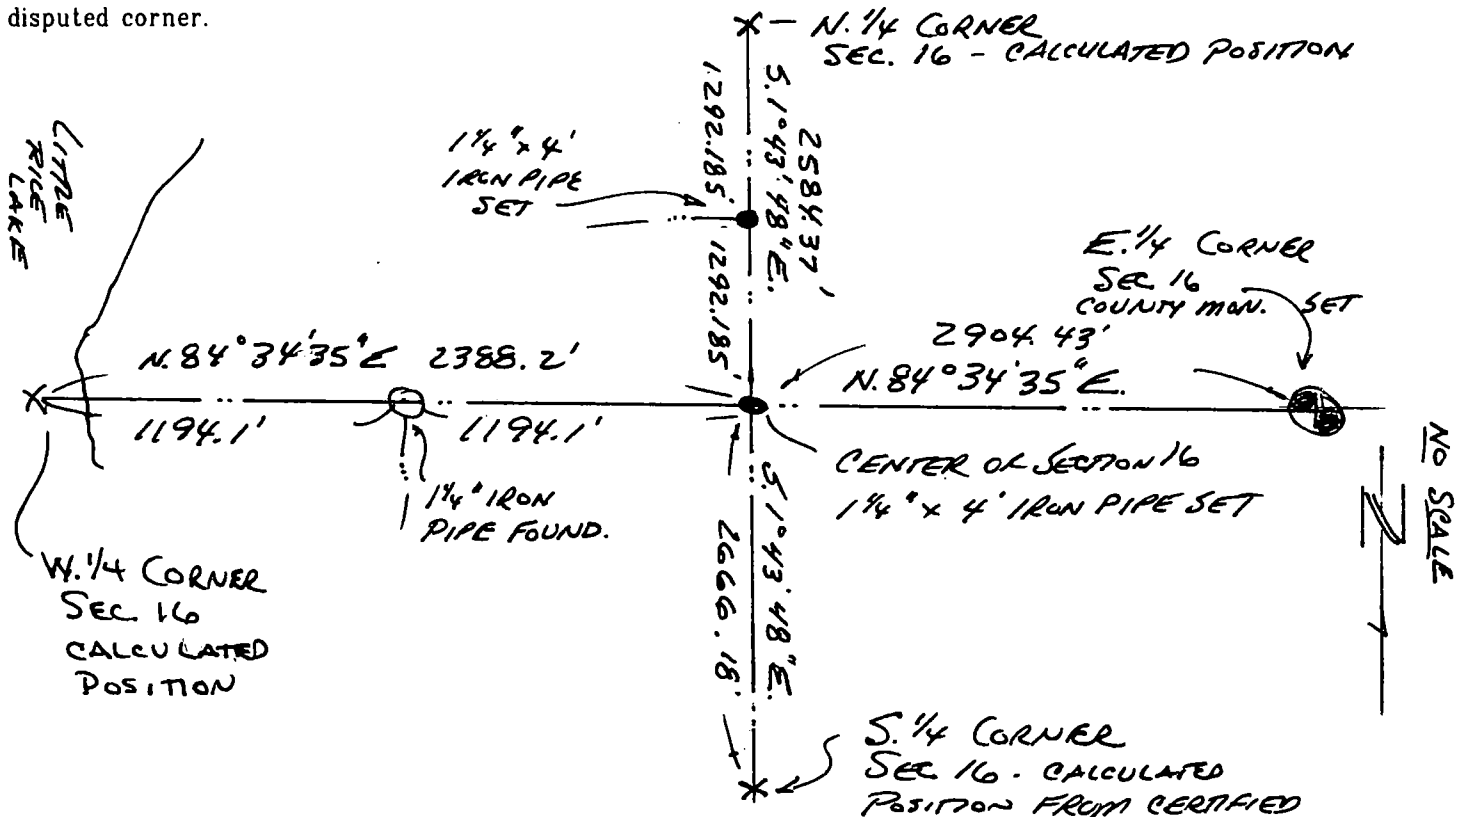 disputed corner.
N. 1/4 CORNER
SEC. 16 - CALCULATED POSITION
LITTLE
RICE
LAKE
1 1/4" x 4'
IRON PIPE
SET
1292.185'
S. 1°43'48" E.
2584.37'
1292.185'
E. 1/4 CORNER
SEC 16
COUNTY MON. SET
N. 84°34'35" E 2388.2'
1194.1' 1194.1'
2904.43'
N. 84°34'35" E.
1 1/4" IRON
PIPE FOUND.
CENTER OF SECTION 16
1 1/4" x 4' IRON PIPE SET
NO SCALE
N
W. 1/4 CORNER
SEC. 16
CALCULATED
POSITION
S. 1°43'48" E.
2666.18'
S. 1/4 CORNER
SEC 16 - CALCULATED
POSITION FROM CERTIFIED